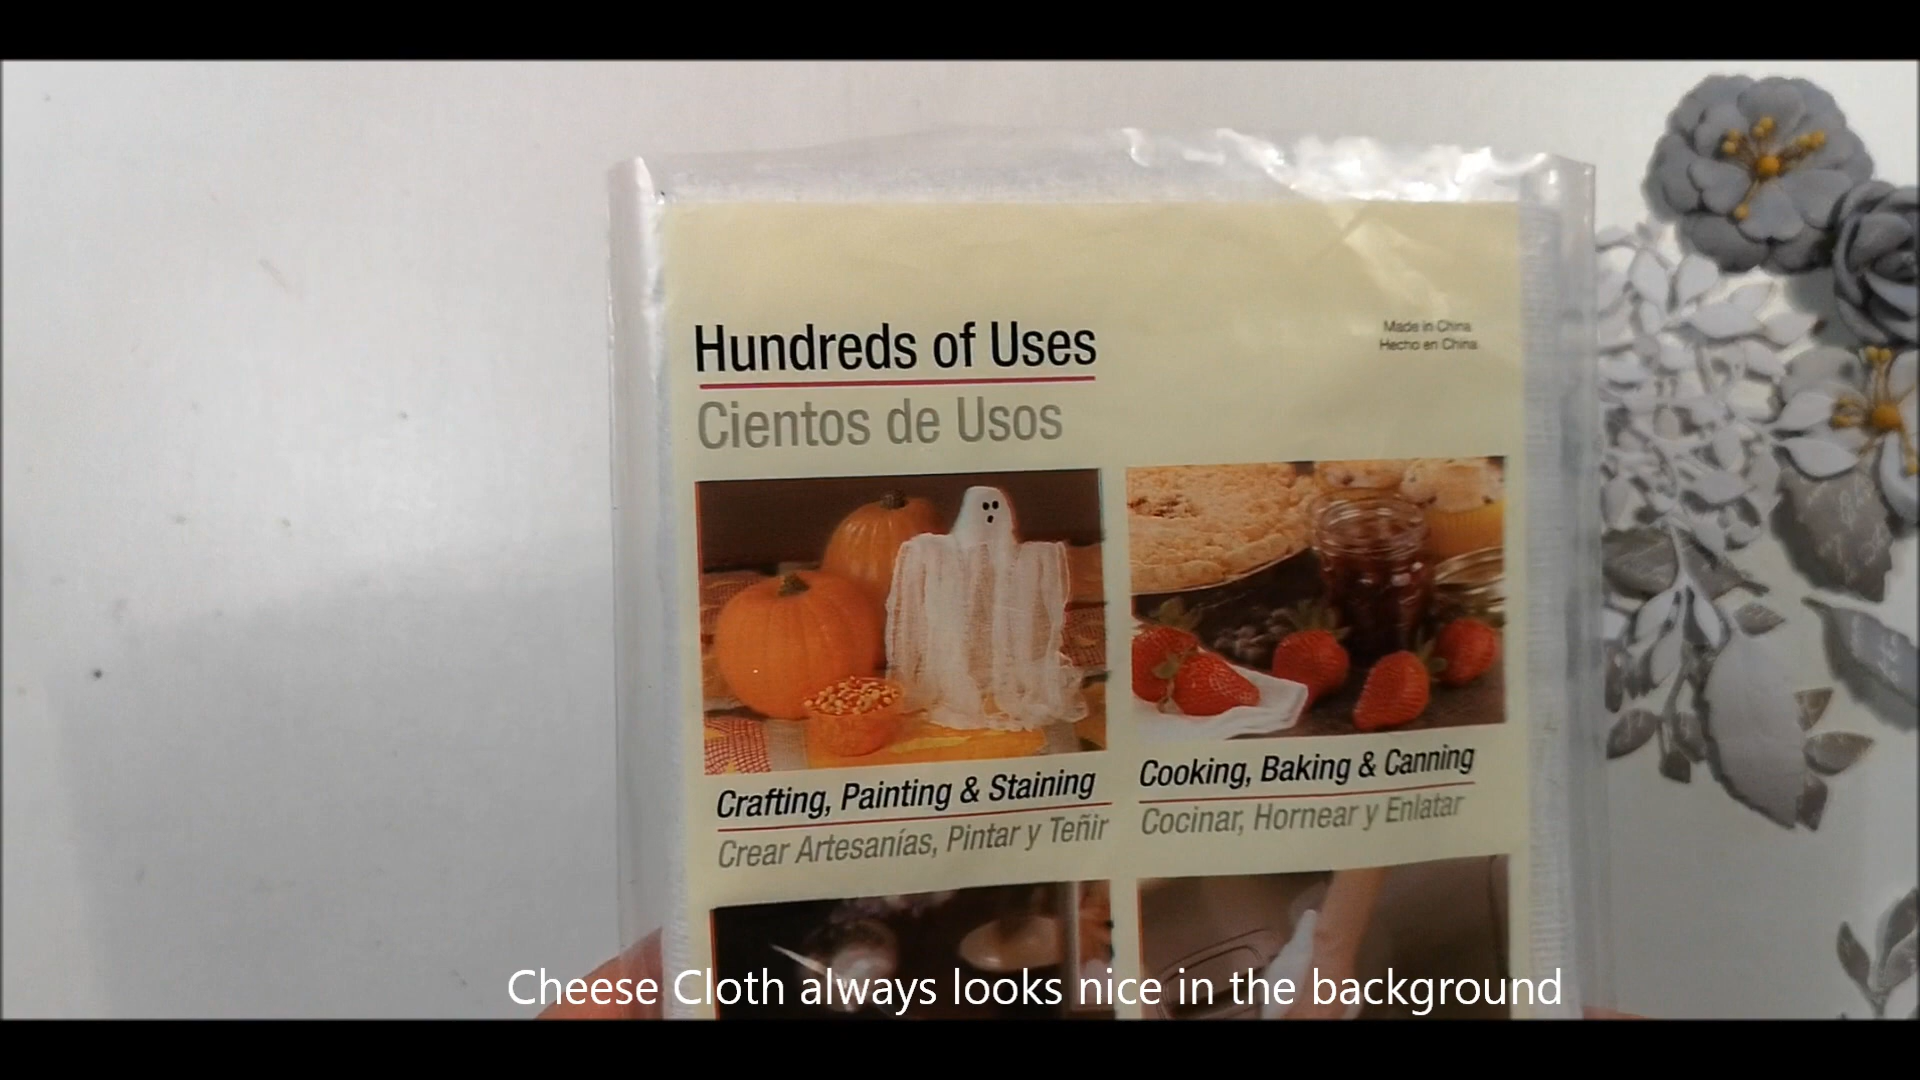 Hundreds of Uses
Cientos de Usos
Made in China
Hecho en China
Crafting, Painting & Staining
Crear Artesanías, Pintar y Teñir
Cooking, Baking & Canning
Cocinar, Hornear y Enlatar
Cheese Cloth always looks nice in the background